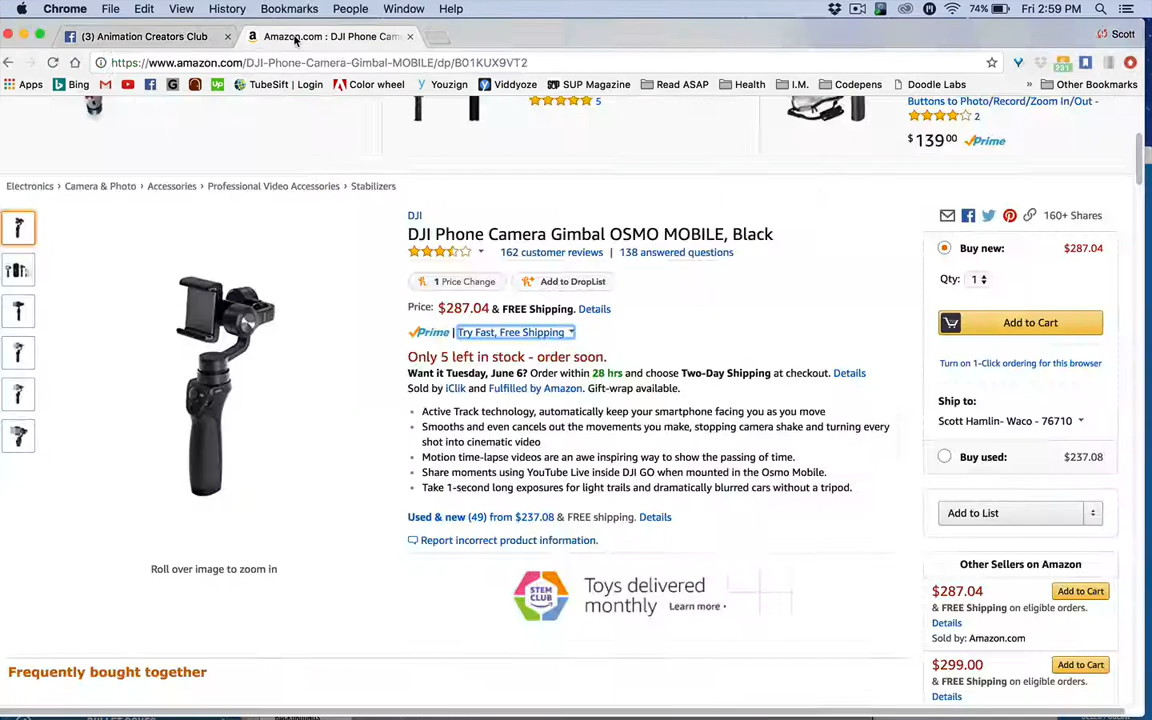 Chrome File Edit View History Bookmarks People Window Help 74% Fri 2:59 PM
(3) Animation Creators Club Amazon.com : DJI Phone Cam Scott
https://www.amazon.com/DJI-Phone-Camera-Gimbal-MOBILE/dp/B01KUX9VT2
Apps Bing TubeSift | Login Color wheel Youzign Viddyoze SUP Magazine Read ASAP Health I.M. Codepens Doodle Labs » Other Bookmarks
5
Buttons to Photo/Record/Zoom In/Out -
2
$139.00 Prime
Electronics › Camera & Photo › Accessories › Professional Video Accessories › Stabilizers
DJI
DJI Phone Camera Gimbal OSMO MOBILE, Black
162 customer reviews | 138 answered questions
1 Price Change Add to DropList
Price: $287.04 & FREE Shipping. Details
Prime | Try Fast, Free Shipping
Only 5 left in stock - order soon.
Want it Tuesday, June 6? Order within 28 hrs and choose Two-Day Shipping at checkout. Details
Sold by iClik and Fulfilled by Amazon. Gift-wrap available.
Active Track technology, automatically keep your smartphone facing you as you move
Smooths and even cancels out the movements you make, stopping camera shake and turning every
shot into cinematic video
Motion time-lapse videos are an awe inspiring way to show the passing of time.
Share moments using YouTube Live inside DJI GO when mounted in the Osmo Mobile.
Take 1-second long exposures for light trails and dramatically blurred cars without a tripod.
Used & new (49) from $237.08 & FREE shipping. Details
Report incorrect product information.
STEM
CLUB
Toys delivered
monthly Learn more ›
Roll over image to zoom in
Frequently bought together
160+ Shares
Buy new: $287.04
Qty: 1
Add to Cart
Turn on 1-Click ordering for this browser
Ship to:
Scott Hamlin- Waco - 76710
Buy used: $237.08
Add to List
Other Sellers on Amazon
$287.04 Add to Cart
& FREE Shipping on eligible orders.
Details
Sold by: Amazon.com
$299.00 Add to Cart
& FREE Shipping on eligible orders.
Details